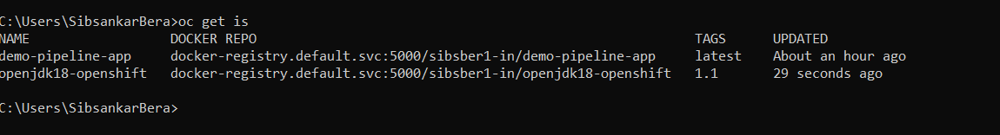 C:\Users\SibsankarBera>oc get is
NAME DOCKER REPO TAGS UPDATED
demo-pipeline-app docker-registry.default.svc:5000/sibsber1-in/demo-pipeline-app latest About an hour ago
openjdk18-openshift docker-registry.default.svc:5000/sibsber1-in/openjdk18-openshift 1.1 29 seconds ago
C:\Users\SibsankarBera>